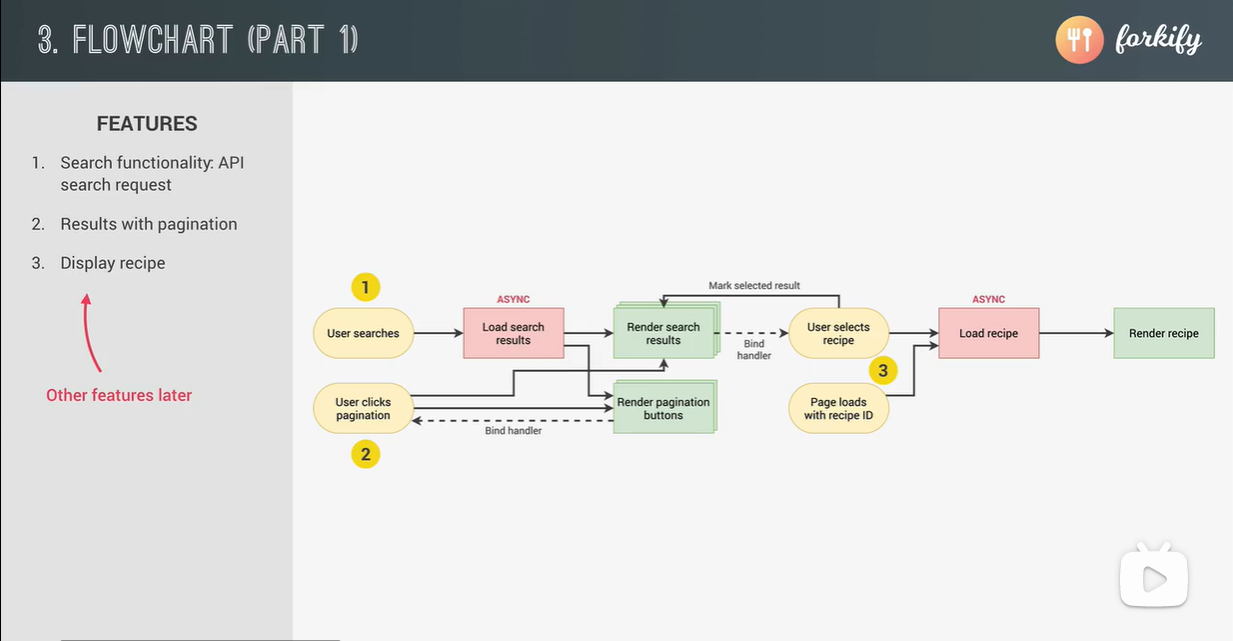 3. FLOWCHART (PART 1)
forkify
FEATURES
1. Search functionality: API
search request
2. Results with pagination
3. Display recipe
Other features later
1
User searches
ASYNC
Load search
results
Render search
results
Mark selected result
Bind
handler
User selects
recipe
3
ASYNC
Load recipe
Render recipe
User clicks
pagination
2
Bind handler
Render pagination
buttons
Page loads
with recipe ID